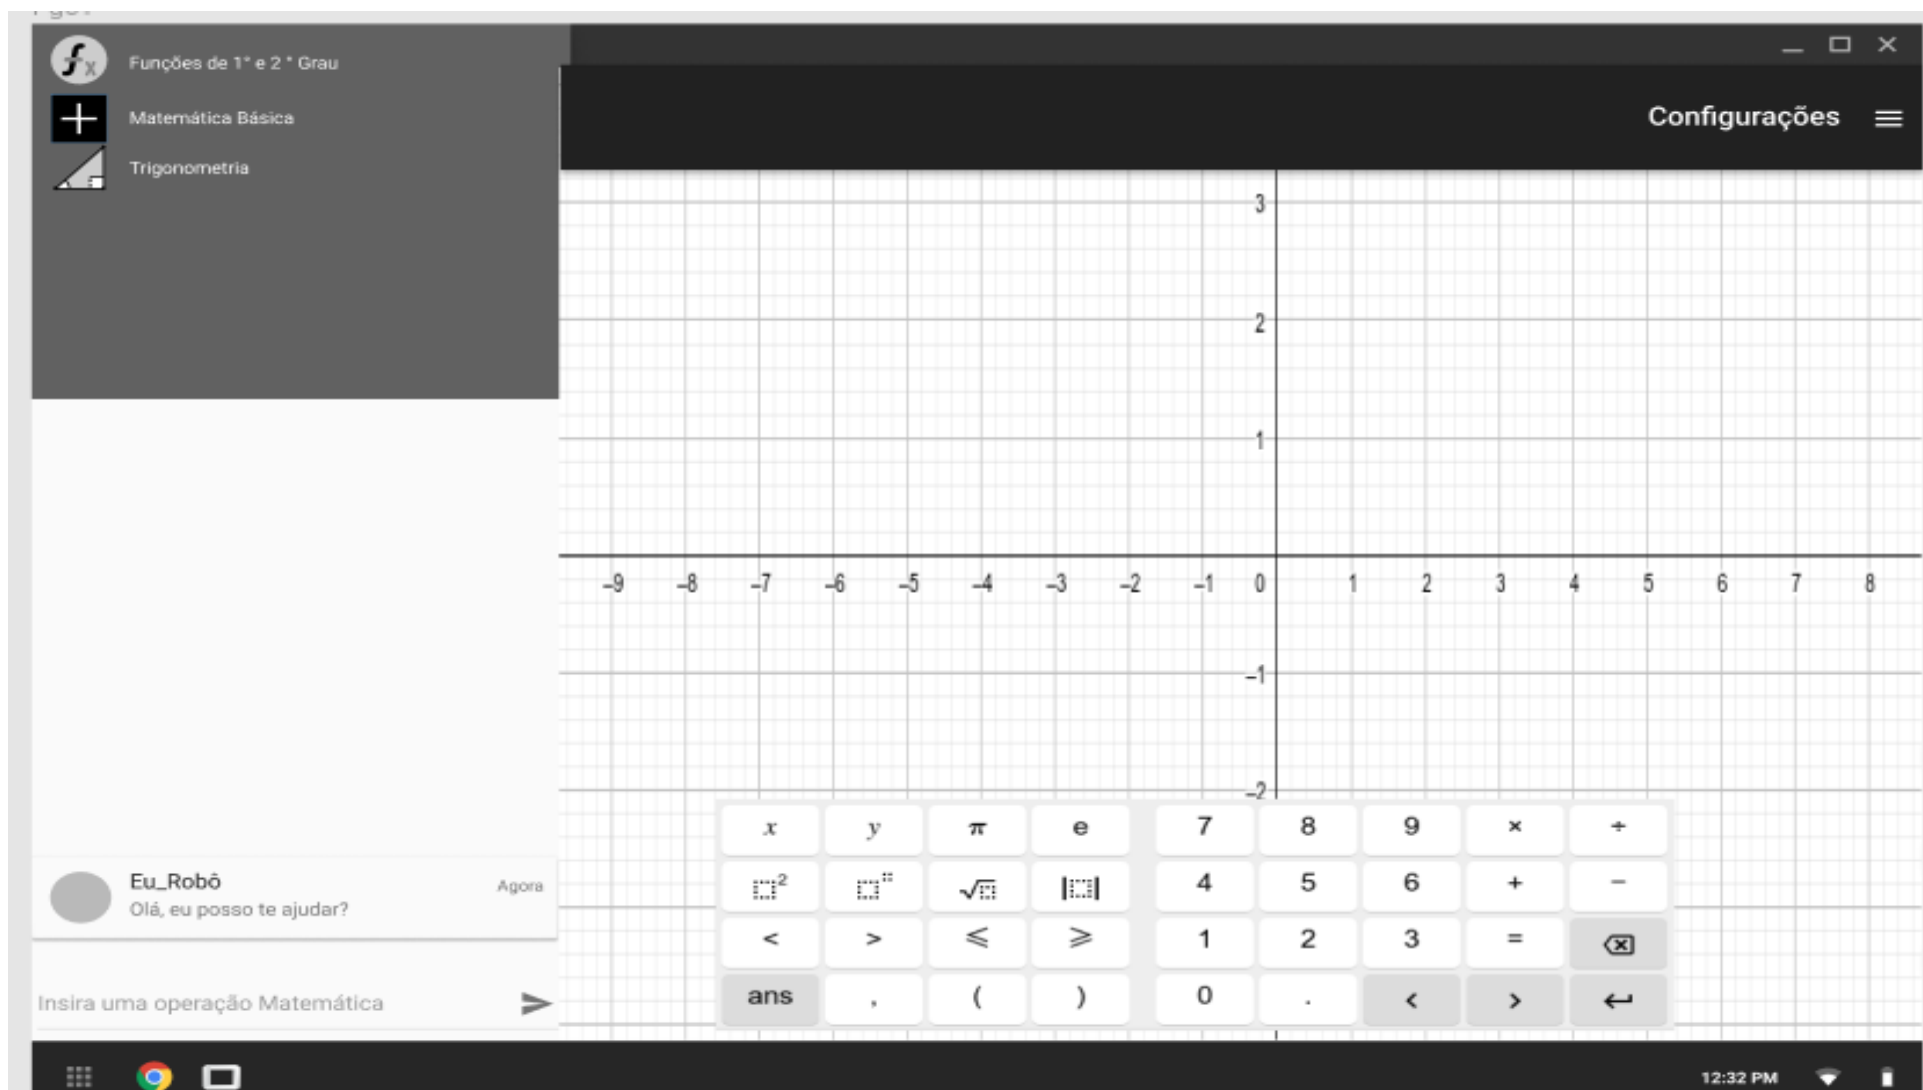 Funções de 1° e 2 ° Grau
Matemática Básica
Trigonometria
Configurações
3
2
1
–9 –8 –7 –6 –5 –4 –3 –2 –1 0 1 2 3 4 5 6 7 8
–1
–2
x y π e 7 8 9 × ÷
2 √ | | 4 5 6 + −
< > ⩽ ⩾ 1 2 3 =
ans , ( ) 0 . < >
Eu_Robô
Agora
Olá, eu posso te ajudar?
Insira uma operação Matemática
12:32 PM